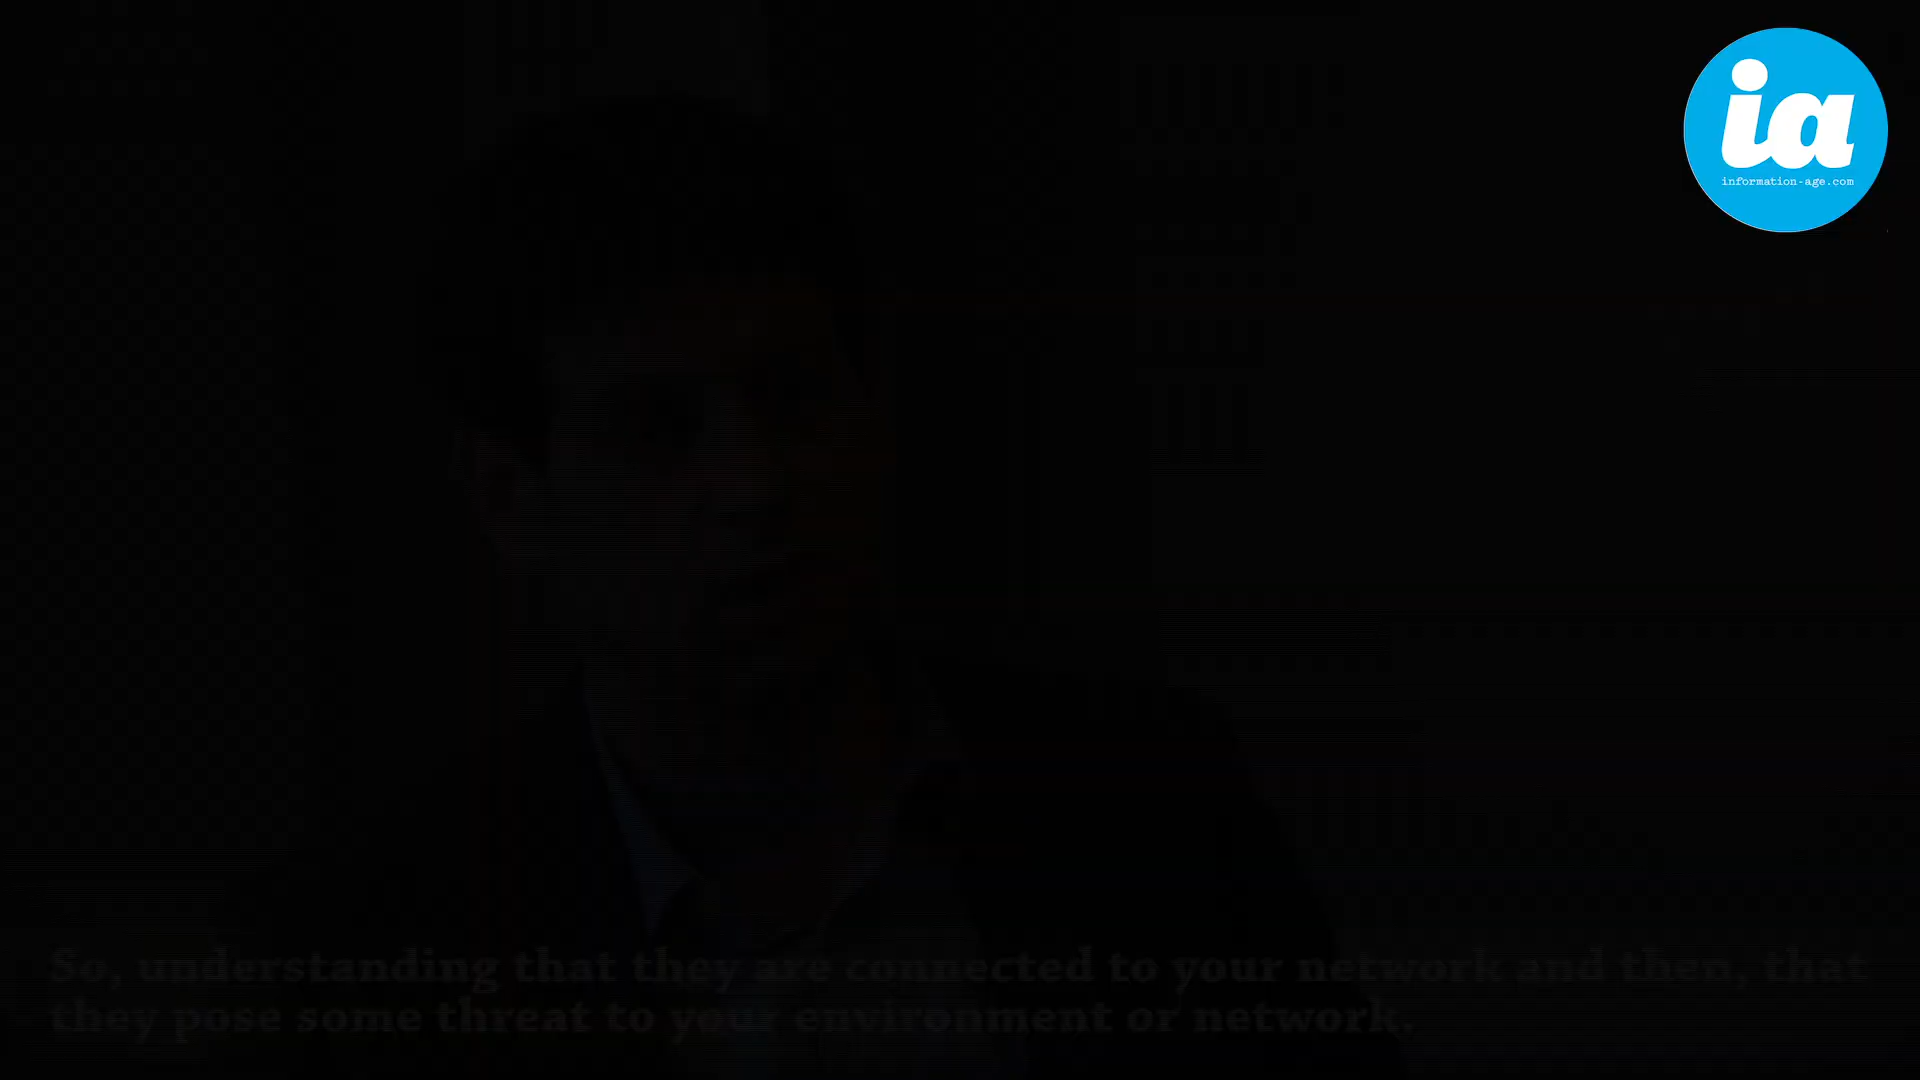 ia
information-age.com
So, understanding that they are connected to your network and then, that
they pose some threat to your environment or network.